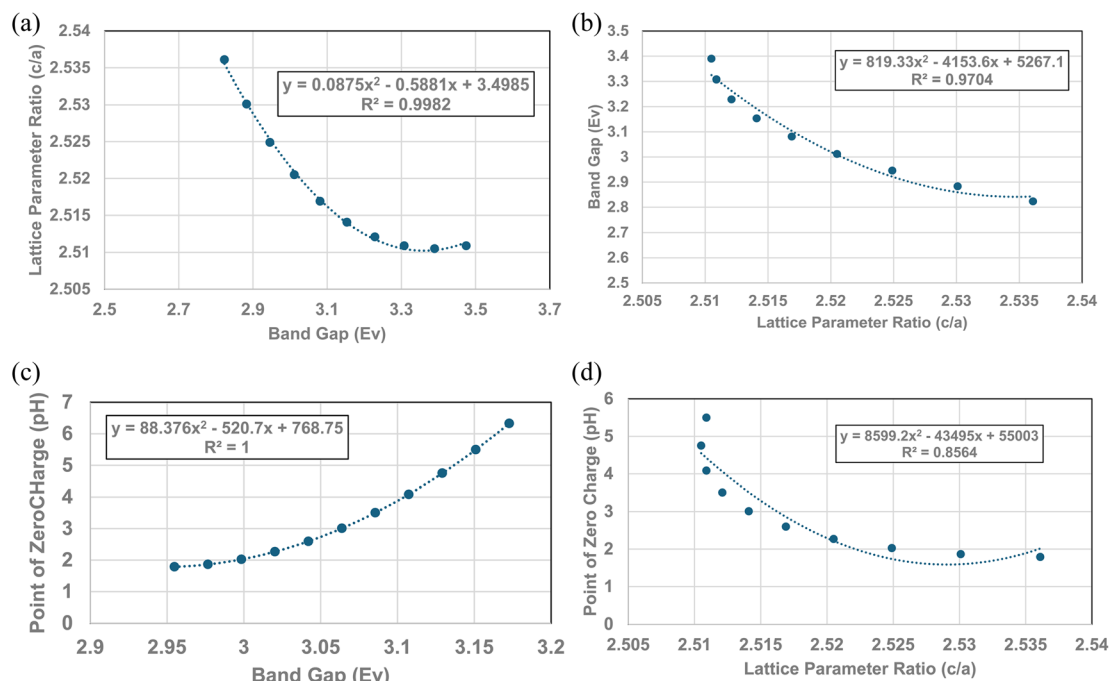 (a)
2.54
2.535
2.53
2.525
2.52
2.515
2.51
2.505
Lattice Parameter Ratio (c/a)
y = 0.0875x² - 0.5881x + 3.4985
R² = 0.9982
2.5 2.7 2.9 3.1 3.3 3.5 3.7
Band Gap (Ev)
(b)
3.5
3.4
3.3
3.2
3.1
3
2.9
2.8
2.7
2.6
2.5
Band Gap (Ev)
y = 819.33x² - 4153.6x + 5267.1
R² = 0.9704
2.505 2.51 2.515 2.52 2.525 2.53 2.535 2.54
Lattice Parameter Ratio (c/a)
(c)
7
6
5
4
3
2
1
0
Point of ZeroCHarge (pH)
y = 88.376x² - 520.7x + 768.75
R² = 1
2.9 2.95 3 3.05 3.1 3.15 3.2
Band Gap (Ev)
(d)
6
5
4
3
2
1
0
Point of Zero Charge (pH)
y = 8599.2x² - 43495x + 55003
R² = 0.8564
2.505 2.51 2.515 2.52 2.525 2.53 2.535 2.54
Lattice Parameter Ratio (c/a)